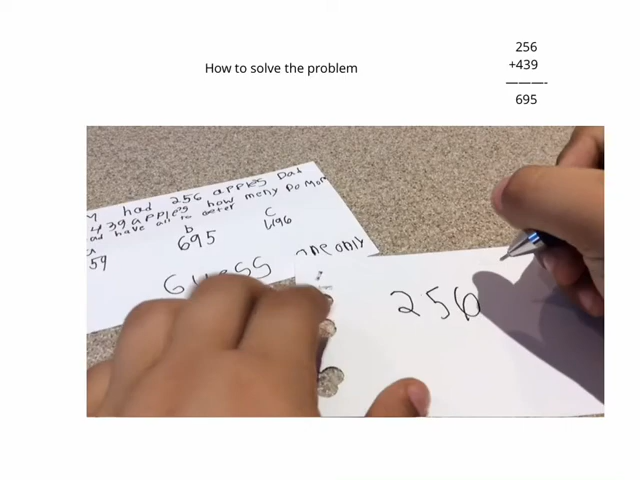 How to solve the problem
256
+439
———-
695
had 256 apples Dad
439 apples how meny Do Mom
have all to
b
C
59
695
496
Guess
one only
256